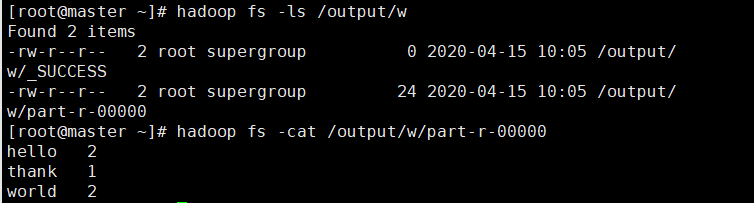 [root@master ~]# hadoop fs -ls /output/w
Found 2 items
-rw-r--r--   2 root supergroup          0 2020-04-15 10:05 /output/
w/_SUCCESS
-rw-r--r--   2 root supergroup         24 2020-04-15 10:05 /output/
w/part-r-00000
[root@master ~]# hadoop fs -cat /output/w/part-r-00000
hello   2
thank   1
world   2